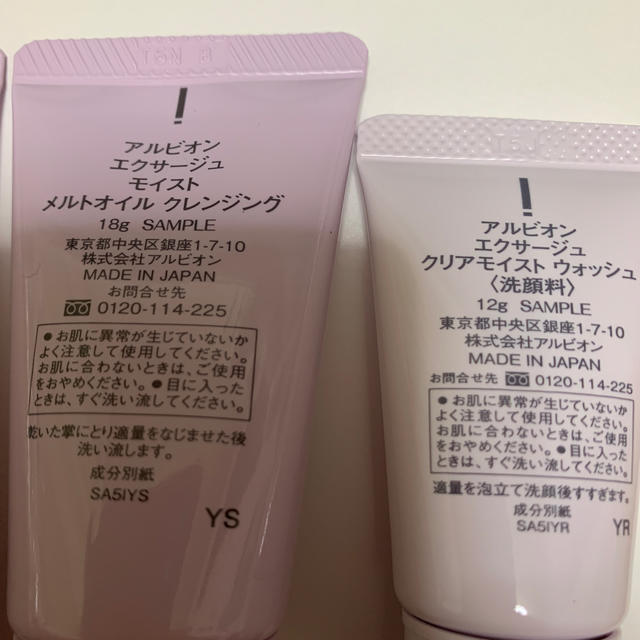 !
アルビオン
エクサージュ
モイスト
メルトオイル クレンジング
18g SAMPLE
東京都中央区銀座1-7-10
株式会社アルビオン
MADE IN JAPAN
お問合せ先
0120-114-225
●お肌に異常が生じていないか
よく注意して使用してください。
お肌に合わないときは、ご使用
をおやめください。●目に入った
ときは、すぐ洗い流してください。
乾いた掌にとり適量をなじませた後
洗い流します。
成分別紙
SA5IYS
YS
!
アルビオン
エクサージュ
クリアモイスト ウォッシュ
〈洗顔料〉
12g SAMPLE
東京都中央区銀座1-7-10
株式会社アルビオン
MADE IN JAPAN
お問合せ先 0120-114-225
●お肌に異常が生じていないか
よく注意して使用してください。
お肌に合わないときは、ご使用
をおやめください。●目に入った
ときは、すぐ洗い流してください。
適量を泡立て洗顔後すすぎます。
成分別紙
SA5IYR
YR